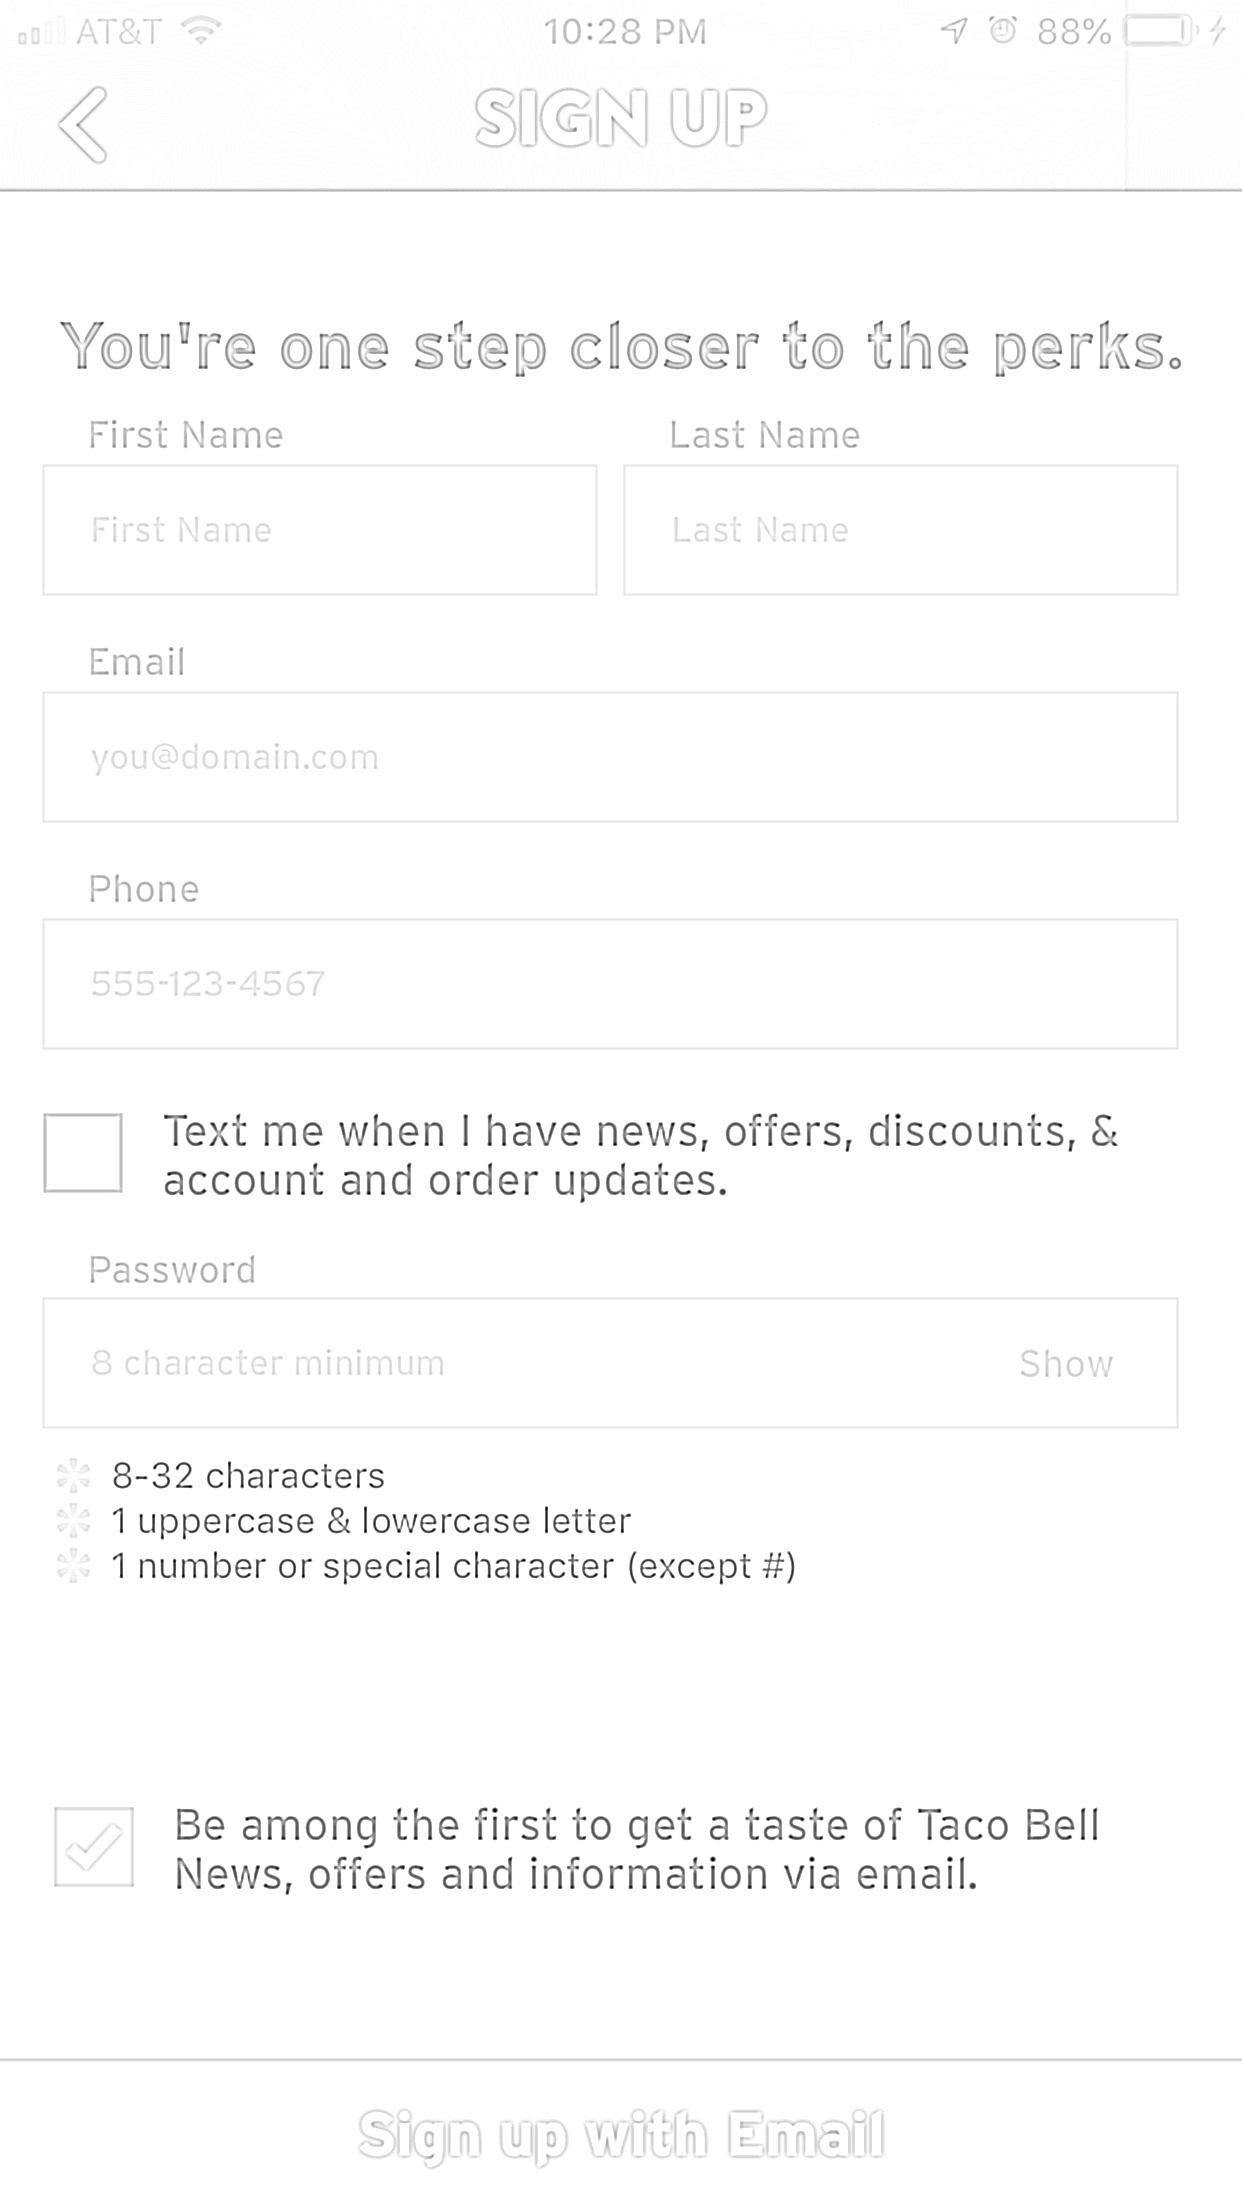 AT&T 10:28 PM 88%
SIGN UP
You're one step closer to the perks.
First Name Last Name
First Name Last Name
Email
you@domain.com
Phone
555-123-4567
Text me when I have news, offers, discounts, &
account and order updates.
Password
8 character minimum Show
8-32 characters
1 uppercase & lowercase letter
1 number or special character (except #)
Be among the first to get a taste of Taco Bell
News, offers and information via email.
Sign up with Email